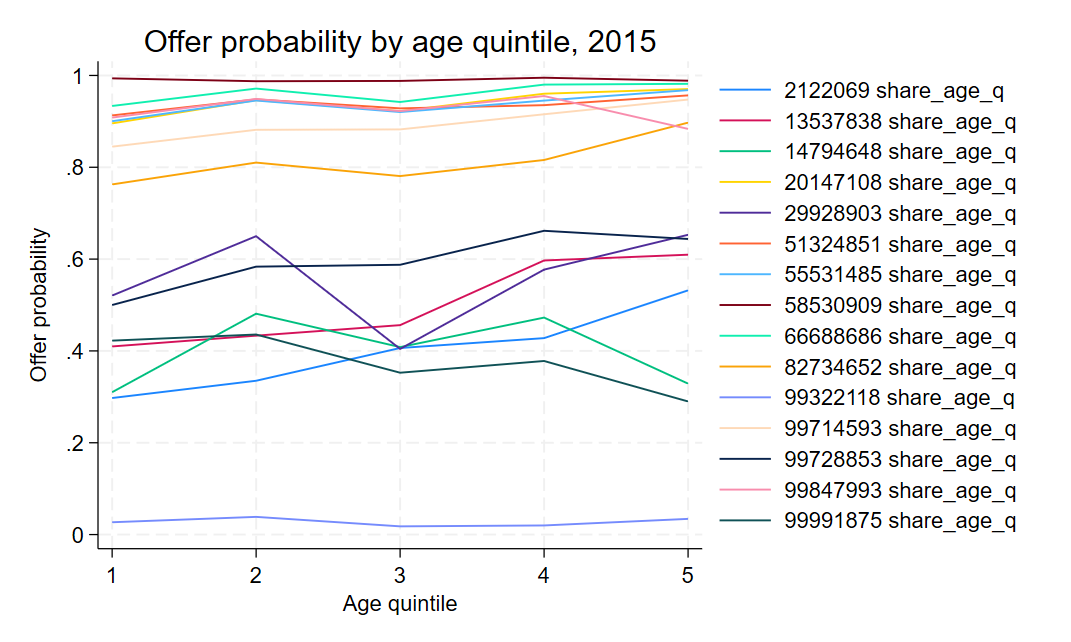 Offer probability by age quintile, 2015
Offer probability
1
.8
.6
.4
.2
0
1 2 3 4 5
Age quintile
2122069 share_age_q
13537838 share_age_q
14794648 share_age_q
20147108 share_age_q
29928903 share_age_q
51324851 share_age_q
55531485 share_age_q
58530909 share_age_q
66688686 share_age_q
82734652 share_age_q
99322118 share_age_q
99714593 share_age_q
99728853 share_age_q
99847993 share_age_q
99991875 share_age_q